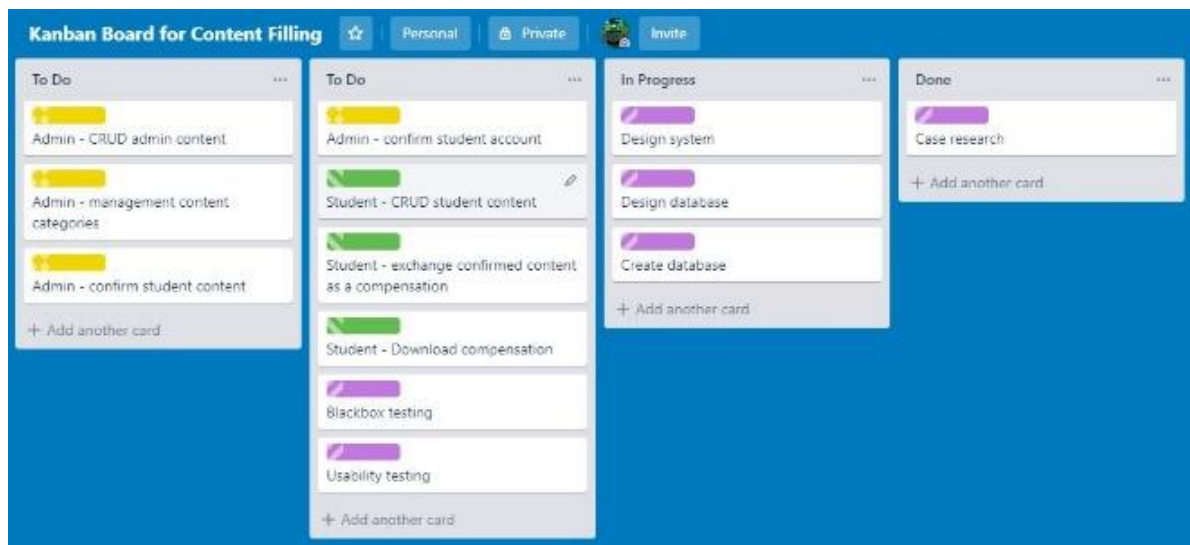 Kanban Board for Content Filling
Personal
Private
Invite
To Do
Admin - CRUD admin content
Admin - management content
categories
Admin - confirm student content
+ Add another card
To Do
Admin - confirm student account
Student - CRUD student content
Student - exchange confirmed content
as a compensation
Student - Download compensation
Blackbox testing
Usability testing
+ Add another card
In Progress
Design system
Design database
Create database
+ Add another card
Done
Case research
+ Add another card